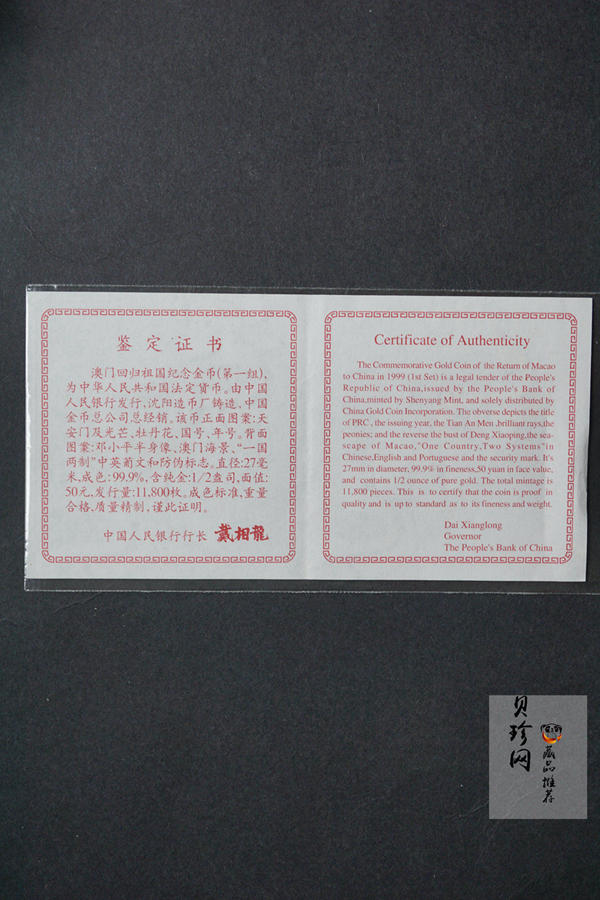 鉴定证书
澳门回归祖国纪念金币(第一组),
为中华人民共和国法定货币。由中国
人民银行发行、沈阳造币厂铸造、中国
金币总公司总经销。该币正面图案:天
安门及光芒、牡丹花、国号、年号。背面
图案:邓小平半身像、澳门海景、“一国
两制”中英葡文和防伪标志。直径:27毫
米,成色:99.9%,含纯金:1/2盎司,面值:
50元,发行量:11,800枚。成色标准,重量
合格、质量精制,谨此证明。
中国人民银行行长 戴相龍
Certificate of Authenticity
The Commemorative Gold Coin of the Return of Macao
to China in 1999 (1st Set) is a legal tender of the People's
Republic of China,issued by the People's Bank of
China,minted by Shenyang Mint, and solely distributed by
China Gold Coin Incorporation. The obverse depicts the title
of PRC , the issuing year, the Tian An Men ,brilliant rays,the
peonies; and the reverse the bust of Deng Xiaoping,the sea-
scape of Macao,"One Country,Two Systems"in
Chinese,English and Portuguese and the security mark. It's
27mm in diameter, 99.9% in fineness,50 yuan in face value,
and contains 1/2 ounce of pure gold. The total mintage is
11,800 pieces. This is to certify that the coin is proof in
quality and is up to standard as to its fineness and weight.
Dai Xianglong
Governor
The People's Bank of China
贝珍网
藏品推荐